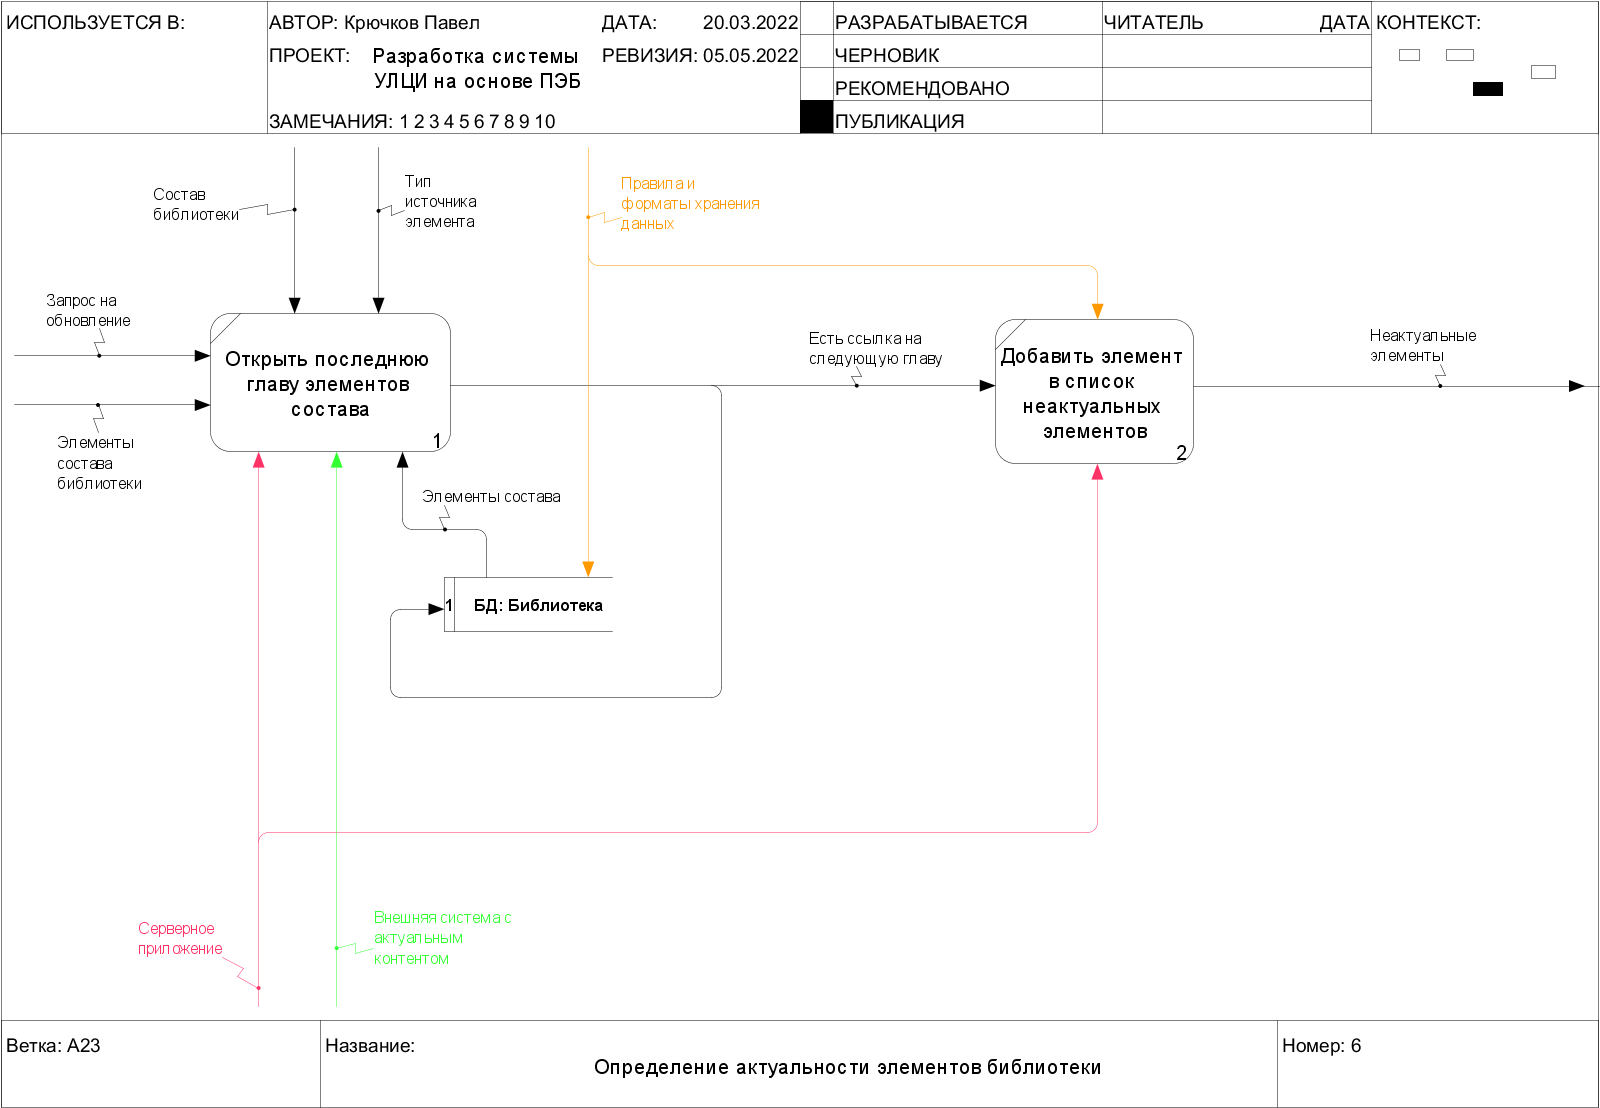 ИСПОЛЬЗУЕТСЯ В:
АВТОР: Крючков Павел
ДАТА: 20.03.2022
ПРОЕКТ: Разработка системы
УЛЦИ на основе ПЭБ
РЕВИЗИЯ: 05.05.2022
ЗАМЕЧАНИЯ: 1 2 3 4 5 6 7 8 9 10
РАЗРАБАТЫВАЕТСЯ
ЧЕРНОВИК
РЕКОМЕНДОВАНО
ПУБЛИКАЦИЯ
ЧИТАТЕЛЬ
ДАТА
КОНТЕКСТ:
Состав
библиотеки
Тип
источника
элемента
Правила и
форматы хранения
данных
Запрос на
обновление
Открыть последнюю
главу элементов
состава
1
Есть ссылка на
следующую главу
Добавить элемент
в список
неактуальных
элементов
2
Неактуальные
элементы
Элементы
состава
библиотеки
Элементы состава
1
БД: Библиотека
Серверное
приложение
Внешняя система с
актуальным
контентом
Ветка: A23
Название:
Определение актуальности элементов библиотеки
Номер: 6